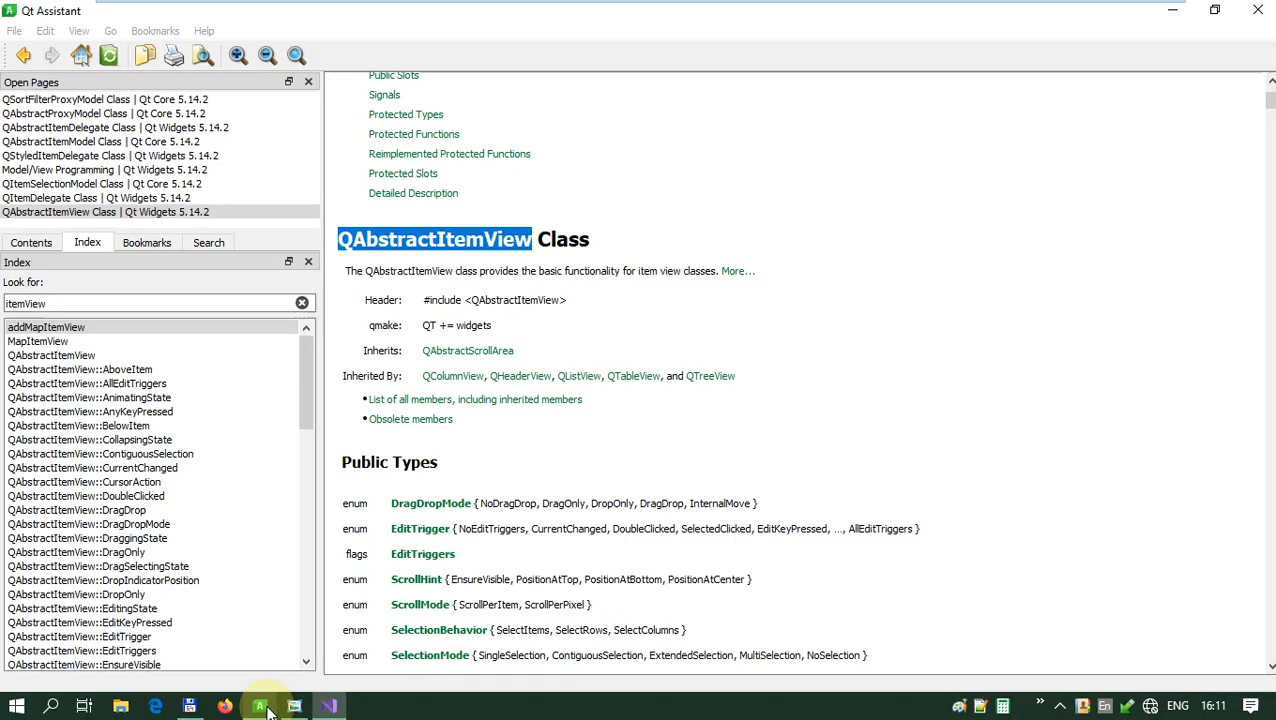 Qt Assistant
File Edit View Go Bookmarks Help
Open Pages
QSortFilterProxyModel Class | Qt Core 5.14.2
QAbstractProxyModel Class | Qt Core 5.14.2
QAbstractItemDelegate Class | Qt Widgets 5.14.2
QAbstractItemModel Class | Qt Core 5.14.2
QStyledItemDelegate Class | Qt Widgets 5.14.2
Model/View Programming | Qt Widgets 5.14.2
QItemSelectionModel Class | Qt Core 5.14.2
QItemDelegate Class | Qt Widgets 5.14.2
QAbstractItemView Class | Qt Widgets 5.14.2
Contents Index Bookmarks Search
Index
Look for:
itemView
addMapItemView
MapItemView
QAbstractItemView
QAbstractItemView::AboveItem
QAbstractItemView::AllEditTriggers
QAbstractItemView::AnimatingState
QAbstractItemView::AnyKeyPressed
QAbstractItemView::BelowItem
QAbstractItemView::CollapsingState
QAbstractItemView::ContiguousSelection
QAbstractItemView::CurrentChanged
QAbstractItemView::CursorAction
QAbstractItemView::DoubleClicked
QAbstractItemView::DragDrop
QAbstractItemView::DragDropMode
QAbstractItemView::DraggingState
QAbstractItemView::DragOnly
QAbstractItemView::DragSelectingState
QAbstractItemView::DropIndicatorPosition
QAbstractItemView::DropOnly
QAbstractItemView::EditingState
QAbstractItemView::EditKeyPressed
QAbstractItemView::EditTrigger
QAbstractItemView::EditTriggers
QAbstractItemView::EnsureVisible
Public Slots
Signals
Protected Types
Protected Functions
Reimplemented Protected Functions
Protected Slots
Detailed Description
QAbstractItemView Class
The QAbstractItemView class provides the basic functionality for item view classes. More...
Header: #include <QAbstractItemView>
qmake: QT += widgets
Inherits: QAbstractScrollArea
Inherited By: QColumnView, QHeaderView, QListView, QTableView, and QTreeView
• List of all members, including inherited members
• Obsolete members
Public Types
enum DragDropMode { NoDragDrop, DragOnly, DropOnly, DragDrop, InternalMove }
enum EditTrigger { NoEditTriggers, CurrentChanged, DoubleClicked, SelectedClicked, EditKeyPressed, ..., AllEditTriggers }
flags EditTriggers
enum ScrollHint { EnsureVisible, PositionAtTop, PositionAtBottom, PositionAtCenter }
enum ScrollMode { ScrollPerItem, ScrollPerPixel }
enum SelectionBehavior { SelectItems, SelectRows, SelectColumns }
enum SelectionMode { SingleSelection, ContiguousSelection, ExtendedSelection, MultiSelection, NoSelection }
En ENG 16:11